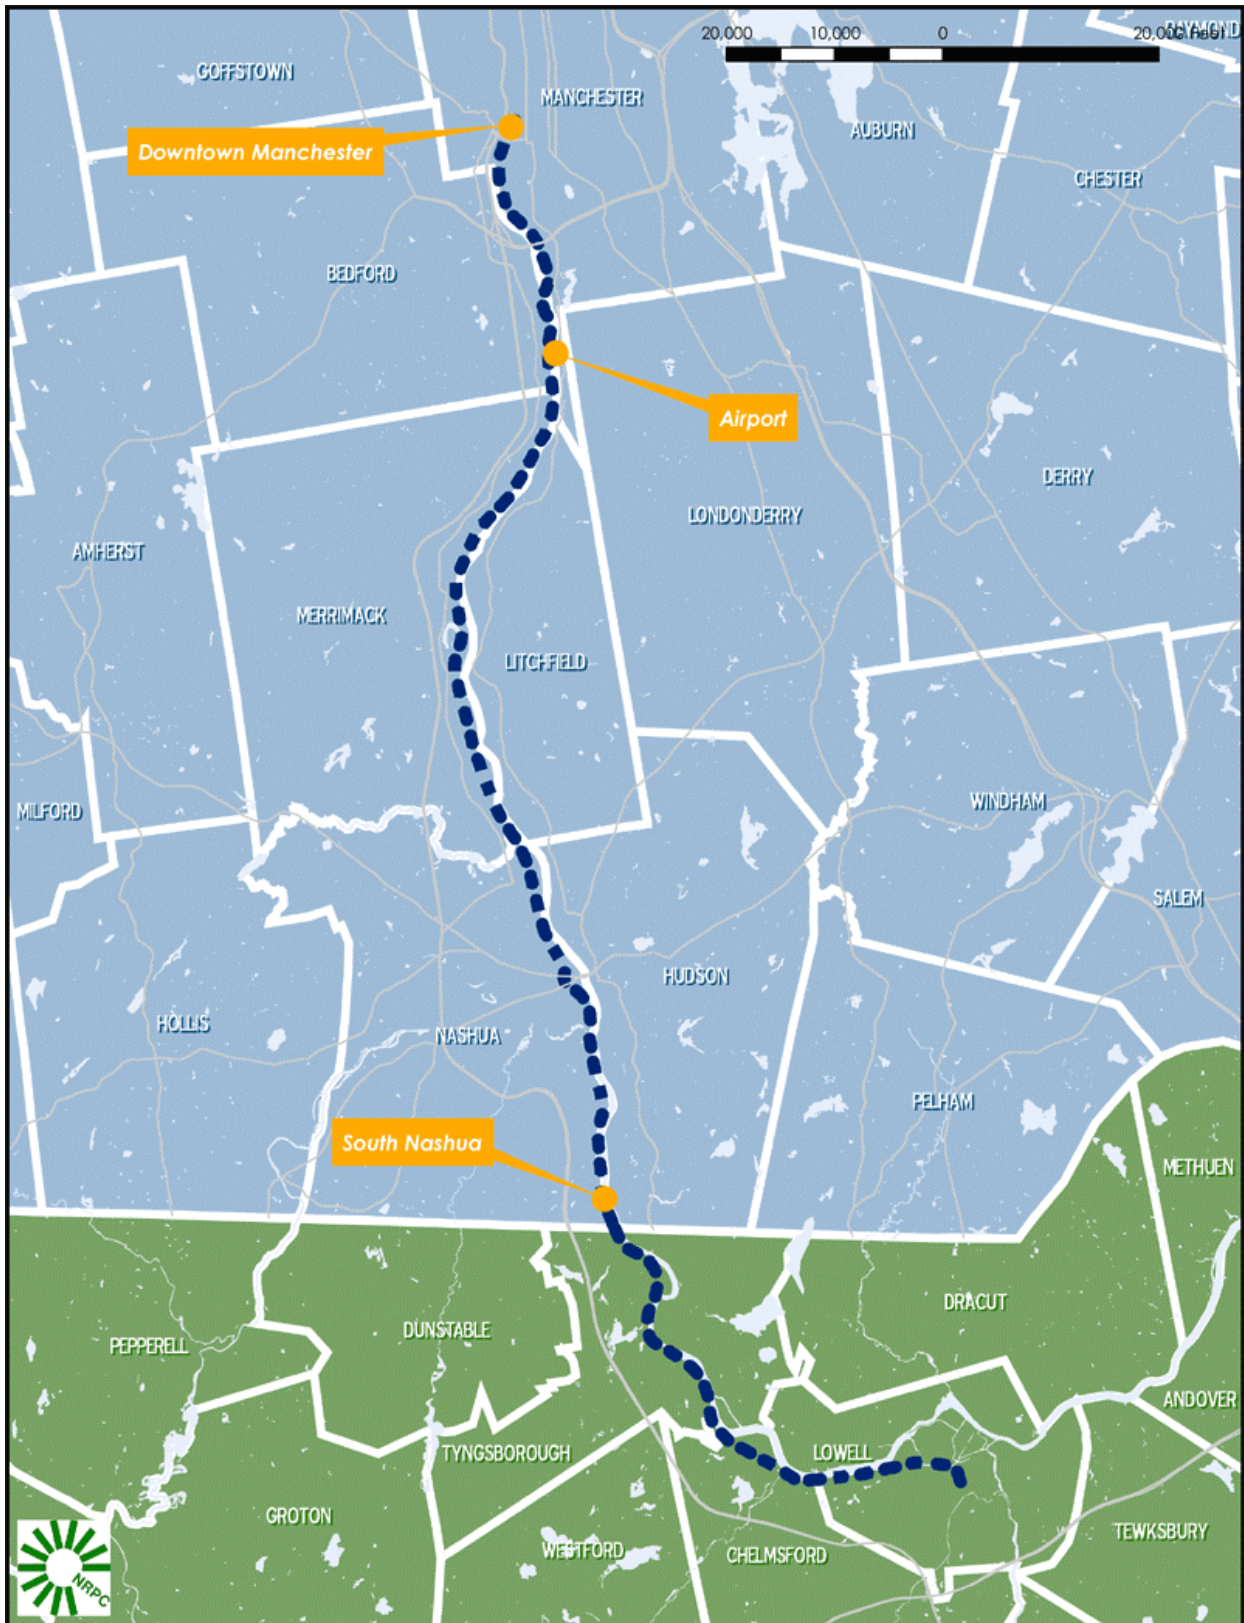 20,000 10,000 0 20,000 Feet
RAYMOND
GOFFSTOWN
MANCHESTER
AUBURN
Downtown Manchester
CHESTER
BEDFORD
Airport
DERRY
LONDONDERRY
AMHERST
MERRIMACK
LITCHFIELD
WINDHAM
MILFORD
SALEM
HUDSON
HOLLIS
NASHUA
PELHAM
South Nashua
METHUEN
DRACUT
DUNSTABLE
PEPPERELL
ANDOVER
TYNGSBOROUGH
LOWELL
GROTON
TEWKSBURY
WESTFORD
CHELMSFORD
NRPC